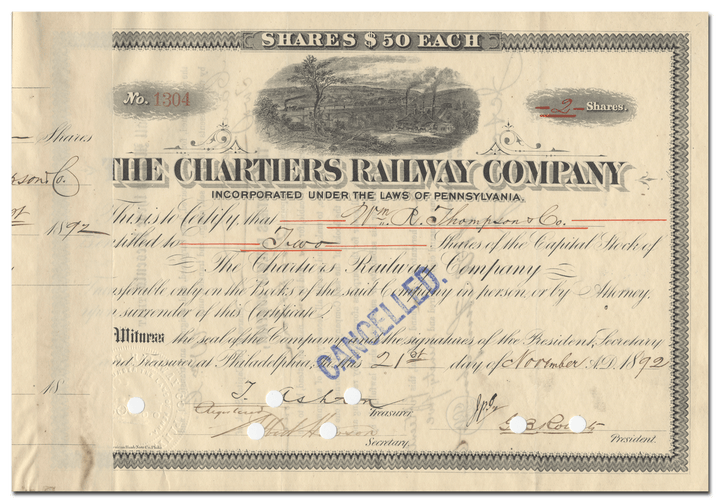 SHARES $50 EACH
No. 1304
2 Shares.
Shares
THE CHARTIERS RAILWAY COMPANY
INCORPORATED UNDER THE LAWS OF PENNSYLVANIA.
son & Co.
1892
This is to Certify, that Wm. R. Thompson & Co.
entitled to Two Shares of the Capital Stock of
The Chartiers Railway Company
nsferable only on the Books of the said Company in person or by Attorney,
surrender of this Certificate
CANCELLED.
Witness the seal of the Company and the signatures of the President, Secretary
and Treasurer, at Philadelphia, this 21st day of November A.D. 1892
18
T.
Registered
Treasurer
Secretary.
President.